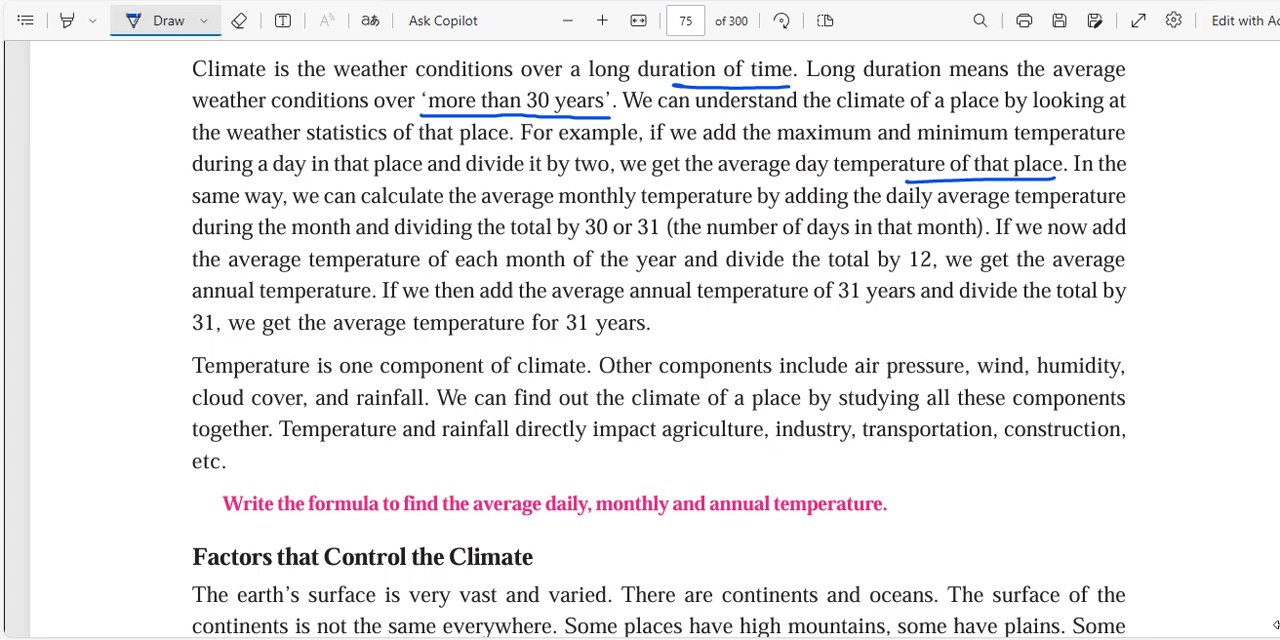 Draw
Ask Copilot
75 of 300
Edit with Ac
Climate is the weather conditions over a long duration of time. Long duration means the average
weather conditions over ‘more than 30 years’. We can understand the climate of a place by looking at
the weather statistics of that place. For example, if we add the maximum and minimum temperature
during a day in that place and divide it by two, we get the average day temperature of that place. In the
same way, we can calculate the average monthly temperature by adding the daily average temperature
during the month and dividing the total by 30 or 31 (the number of days in that month). If we now add
the average temperature of each month of the year and divide the total by 12, we get the average
annual temperature. If we then add the average annual temperature of 31 years and divide the total by
31, we get the average temperature for 31 years.
Temperature is one component of climate. Other components include air pressure, wind, humidity,
cloud cover, and rainfall. We can find out the climate of a place by studying all these components
together. Temperature and rainfall directly impact agriculture, industry, transportation, construction,
etc.
Write the formula to find the average daily, monthly and annual temperature.
Factors that Control the Climate
The earth’s surface is very vast and varied. There are continents and oceans. The surface of the
continents is not the same everywhere. Some places have high mountains, some have plains. Some